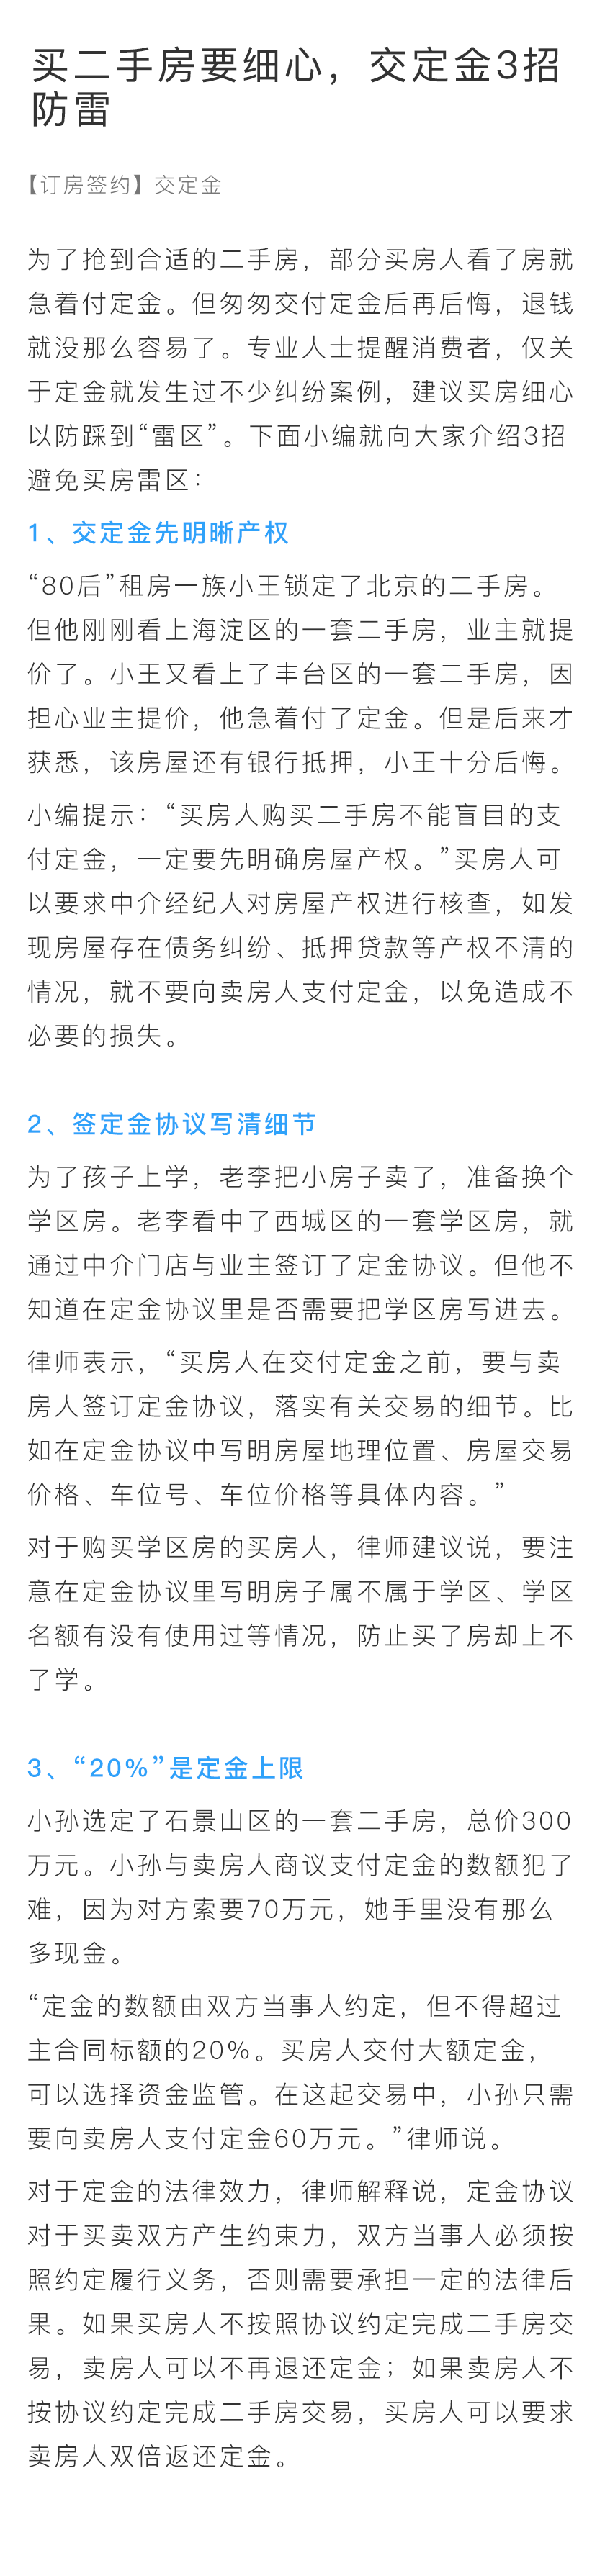 买二手房要细心，交定金3招
防雷
【订房签约】交定金
为了抢到合适的二手房，部分买房人看了房就
急着付定金。但匆匆交付定金后再后悔，退钱
就没那么容易了。专业人士提醒消费者，仅关
于定金就发生过不少纠纷案例，建议买房细心
以防踩到“雷区”。下面小编就向大家介绍3招
避免买房雷区：
1、交定金先明晰产权
“80后”租房一族小王锁定了北京的二手房。
但他刚刚看上海淀区的一套二手房，业主就提
价了。小王又看上了丰台区的一套二手房，因
担心业主提价，他急着付了定金。但是后来才
获悉，该房屋还有银行抵押，小王十分后悔。
小编提示：“买房人购买二手房不能盲目的支
付定金，一定要先明确房屋产权。”买房人可
以要求中介经纪人对房屋产权进行核查，如发
现房屋存在债务纠纷、抵押贷款等产权不清的
情况，就不要向卖房人支付定金，以免造成不
必要的损失。
2、签定金协议写清细节
为了孩子上学，老李把小房子卖了，准备换个
学区房。老李看中了西城区的一套学区房，就
通过中介门店与业主签订了定金协议。但他不
知道在定金协议里是否需要把学区房写进去。
律师表示，“买房人在交付定金之前，要与卖
房人签订定金协议，落实有关交易的细节。比
如在定金协议中写明房屋地理位置、房屋交易
价格、车位号、车位价格等具体内容。”
对于购买学区房的买房人，律师建议说，要注
意在定金协议里写明房子属不属于学区、学区
名额有没有使用过等情况，防止买了房却上不
了学。
3、“20%”是定金上限
小孙选定了石景山区的一套二手房，总价300
万元。小孙与卖房人商议支付定金的数额犯了
难，因为对方索要70万元，她手里没有那么
多现金。
“定金的数额由双方当事人约定，但不得超过
主合同标额的20%。买房人交付大额定金，
可以选择资金监管。在这起交易中，小孙只需
要向卖房人支付定金60万元。”律师说。
对于定金的法律效力，律师解释说，定金协议
对于买卖双方产生约束力，双方当事人必须按
照约定履行义务，否则需要承担一定的法律后
果。如果买房人不按照协议约定完成二手房交
易，卖房人可以不再退还定金；如果卖房人不
按协议约定完成二手房交易，买房人可以要求
卖房人双倍返还定金。